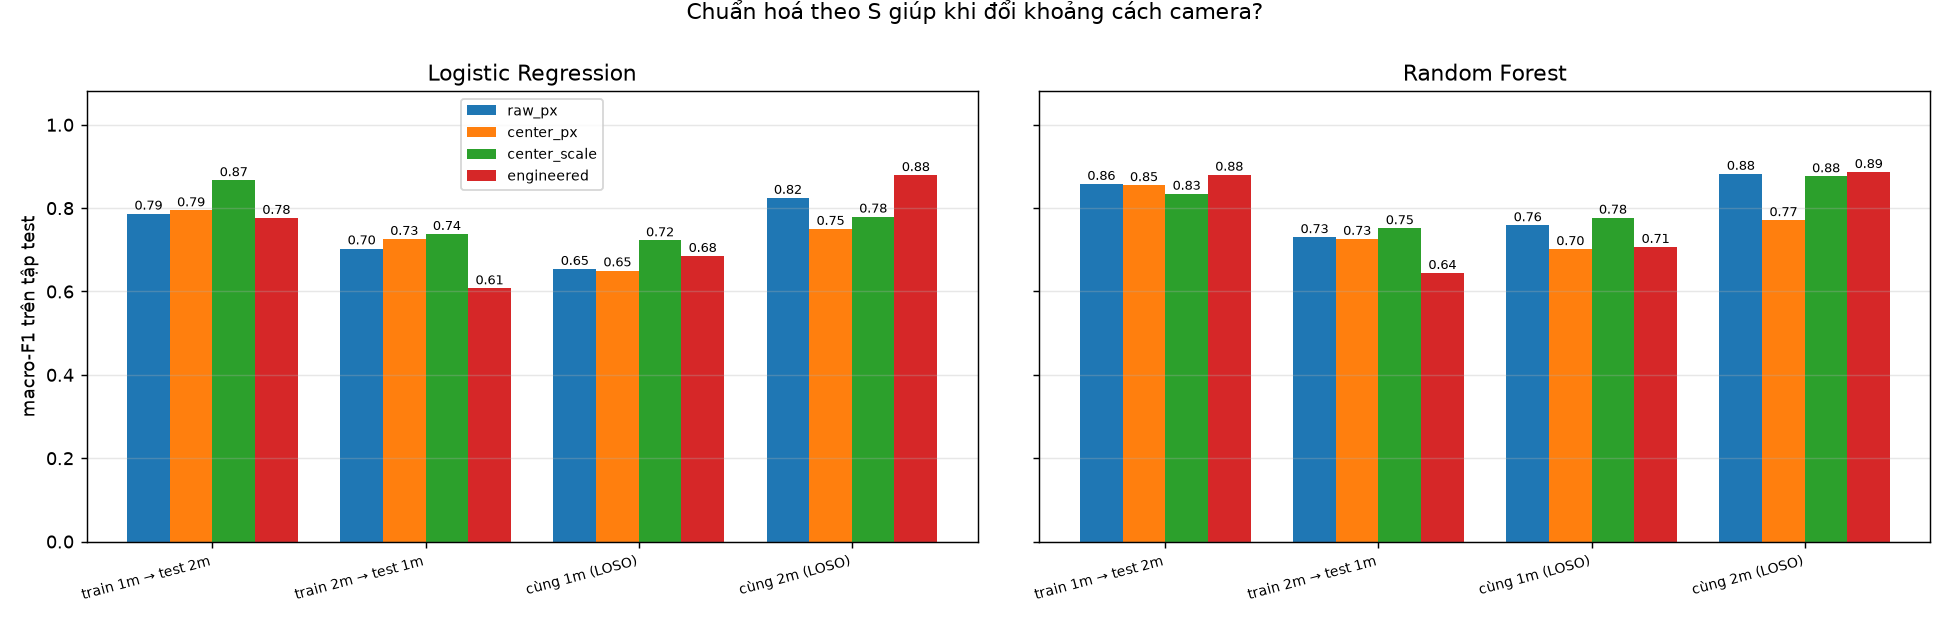 Chuẩn hoá theo S giúp khi đổi khoảng cách camera?
Logistic Regression
macro-F1 trên tập test
1.0
0.8
0.6
0.4
0.2
0.0
raw_px
center_px
center_scale
engineered
0.79 0.79 0.87 0.78
0.70 0.73 0.74 0.61
0.65 0.65 0.72 0.68
0.82 0.75 0.78 0.88
train 1m → test 2m
train 2m → test 1m
cùng 1m (LOSO)
cùng 2m (LOSO)
Random Forest
0.86 0.85 0.83 0.88
0.73 0.73 0.75 0.64
0.76 0.70 0.78 0.71
0.88 0.77 0.88 0.89
train 1m → test 2m
train 2m → test 1m
cùng 1m (LOSO)
cùng 2m (LOSO)